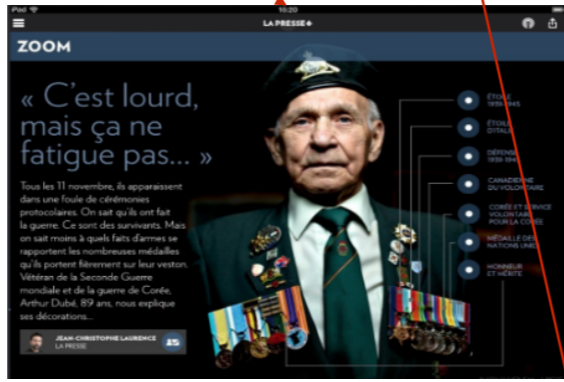 iPad
16:20
LA PRESSE+
ZOOM
« C'est lourd,
mais ça ne
fatigue pas... »
Tous les 11 novembre, ils apparaissent
dans une foule de cérémonies
protocolaires. On sait qu'ils ont fait
la guerre. Ce sont des survivants. Mais
on sait moins à quels faits d'armes se
rapportent les nombreuses médailles
qu'ils portent fièrement sur leur veston.
Vétéran de la Seconde Guerre
mondiale et de la guerre de Corée,
Arthur Dubé, 89 ans, nous explique
ses décorations...
JEAN-CHRISTOPHE LAURENCE
LA PRESSE
ÉTOILE
1939-1945
ÉTOILE
D'ITALIE
DÉFENSE
CANADIENNE
DU VOLONTAIRE
CORÉE ET SERVICE
VOLONTAIRE
POUR LA CORÉE
MÉDAILLE DES
NATIONS UNIES
HONNEUR
ET MÉRITE